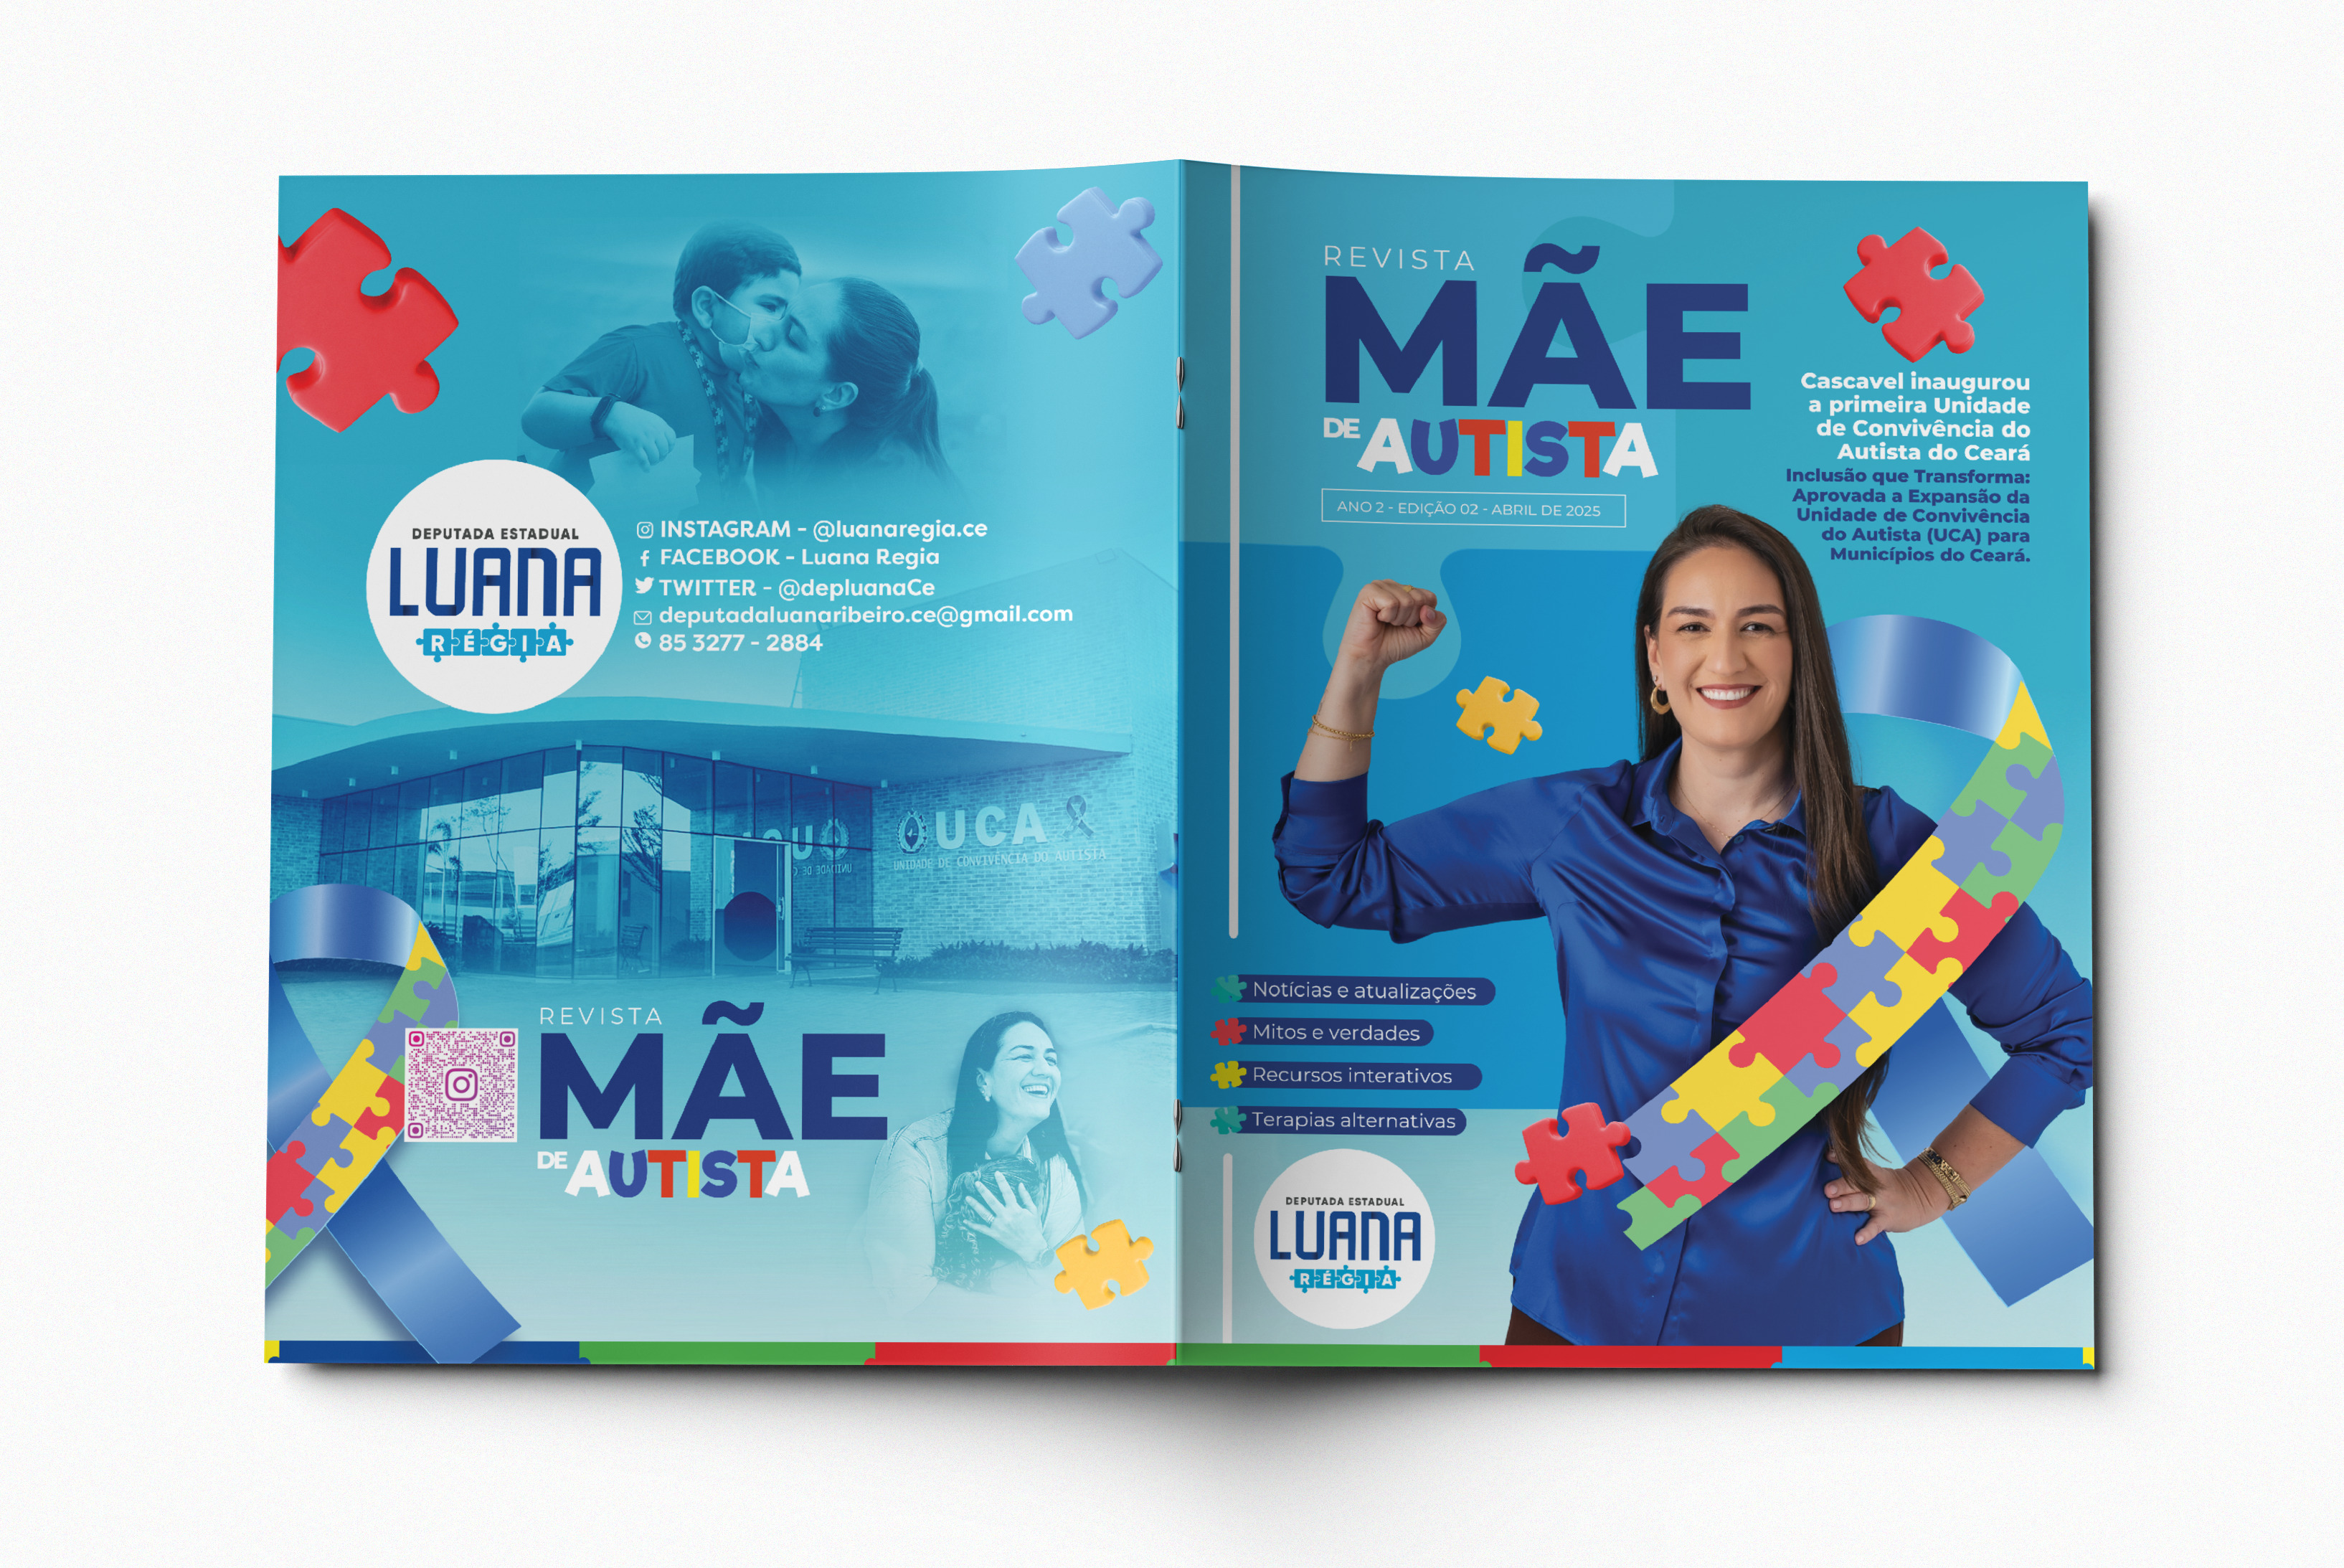 DEPUTADA ESTADUAL
LUANA
RÉGIA
INSTAGRAM - @luanaregia.ce
FACEBOOK - Luana Regia
TWITTER - @depluanaCe
deputadaluanaribeiro.ce@gmail.com
85 3277 - 2884
UCA
UNIDADE DE CONVIVÊNCIA DO AUTISTA
REVISTA
MÃE
DE AUTISTA
REVISTA
MÃE
DE AUTISTA
ANO 2 - EDIÇÃO 02 - ABRIL DE 2025
Cascavel inaugurou
a primeira Unidade
de Convivência do
Autista do Ceará
Inclusão que Transforma:
Aprovada a Expansão da
Unidade de Convivência
do Autista (UCA) para
Municípios do Ceará.
Notícias e atualizações
Mitos e verdades
Recursos interativos
Terapias alternativas
DEPUTADA ESTADUAL
LUANA
RÉGIA